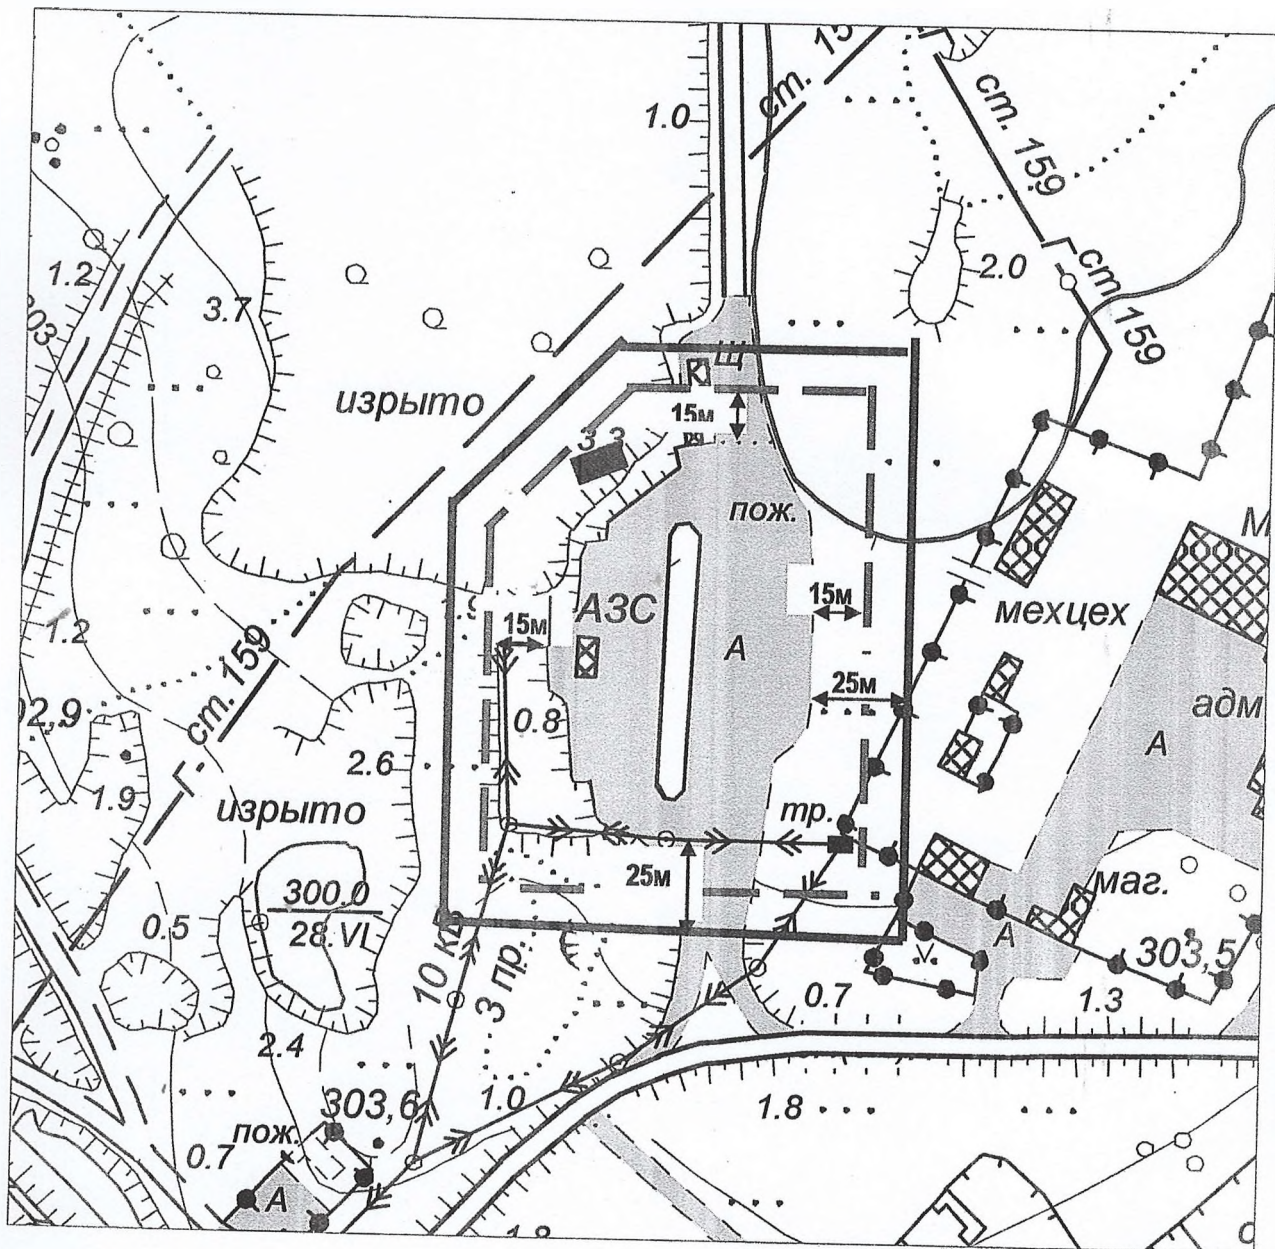 ст. 15
1.0
ст. 159
ст. 159
2.0
1.2
3.7
303
Щ
К
изрыто
15м
3.3
пож.
М
АЗС
15м
15м
мехцех
1.2
А
ст. 159
25м
02,9
0.8
адм
А
2.6
1.9
изрыто
тр.
25м
маг.
300.0
28.VI
0.5
10 кВ
3 пр.
А
303,5
0.7
1.3
2.4
303,6
1.0
1.8
пож.
0.7
А
1.8